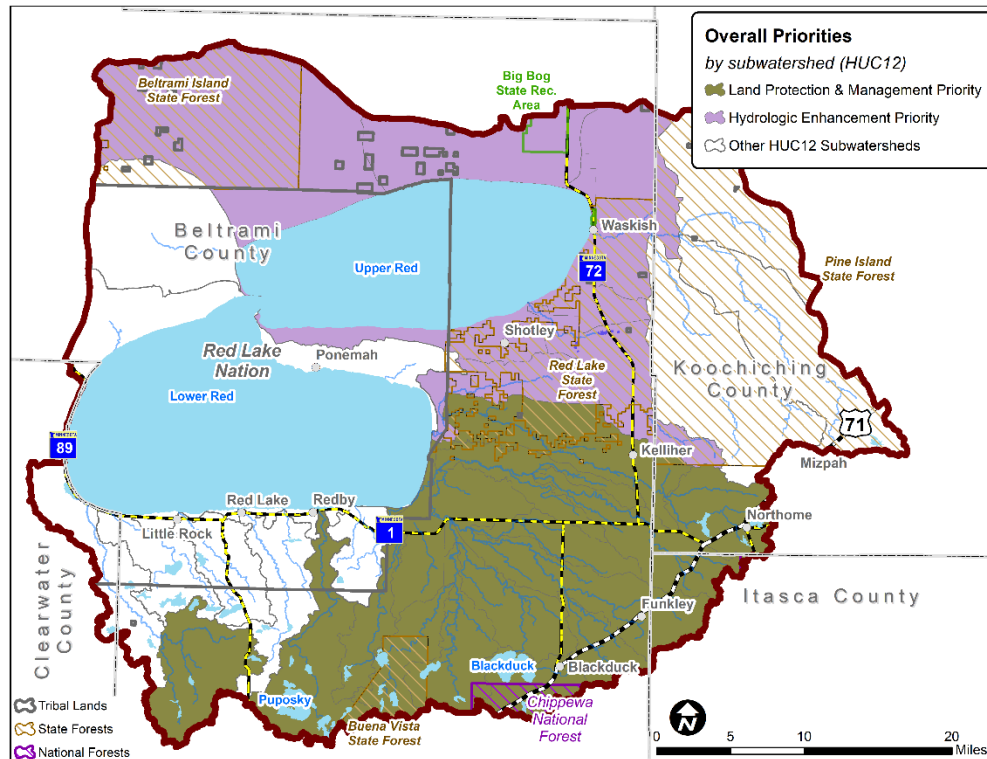 Overall Priorities
by subwatershed (HUC12)
Land Protection & Management Priority
Hydrologic Enhancement Priority
Other HUC12 Subwatersheds
Beltrami Island
State Forest
Big Bog
State Rec.
Area
Beltrami
County
Upper Red
Waskish
MINNESOTA
72
Pine Island
State Forest
Shotley
Red Lake
Nation
Ponemah
Red Lake
State
Forest
Koochiching
County
Lower Red
71
MINNESOTA
89
Kelliher
Mizpah
Red Lake
Redby
Northome
Little Rock
MINNESOTA
1
Clearwater
County
Itasca County
Funkley
Blackduck
Blackduck
Puposky
Chippewa
National
Forest
Buena Vista
State Forest
Tribal Lands
State Forests
National Forests
N
0 5 10 20
Miles